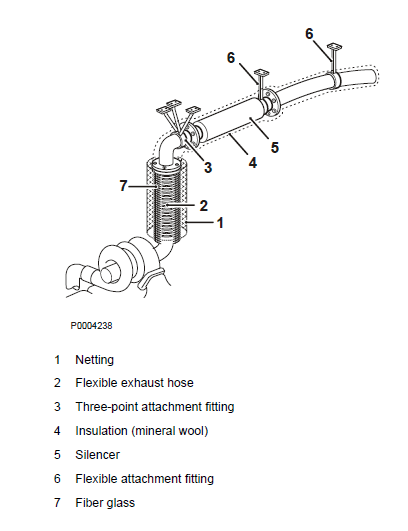 6
6
5
3
4
7
2
1
P0004238
1 Netting
2 Flexible exhaust hose
3 Three-point attachment fitting
4 Insulation (mineral wool)
5 Silencer
6 Flexible attachment fitting
7 Fiber glass